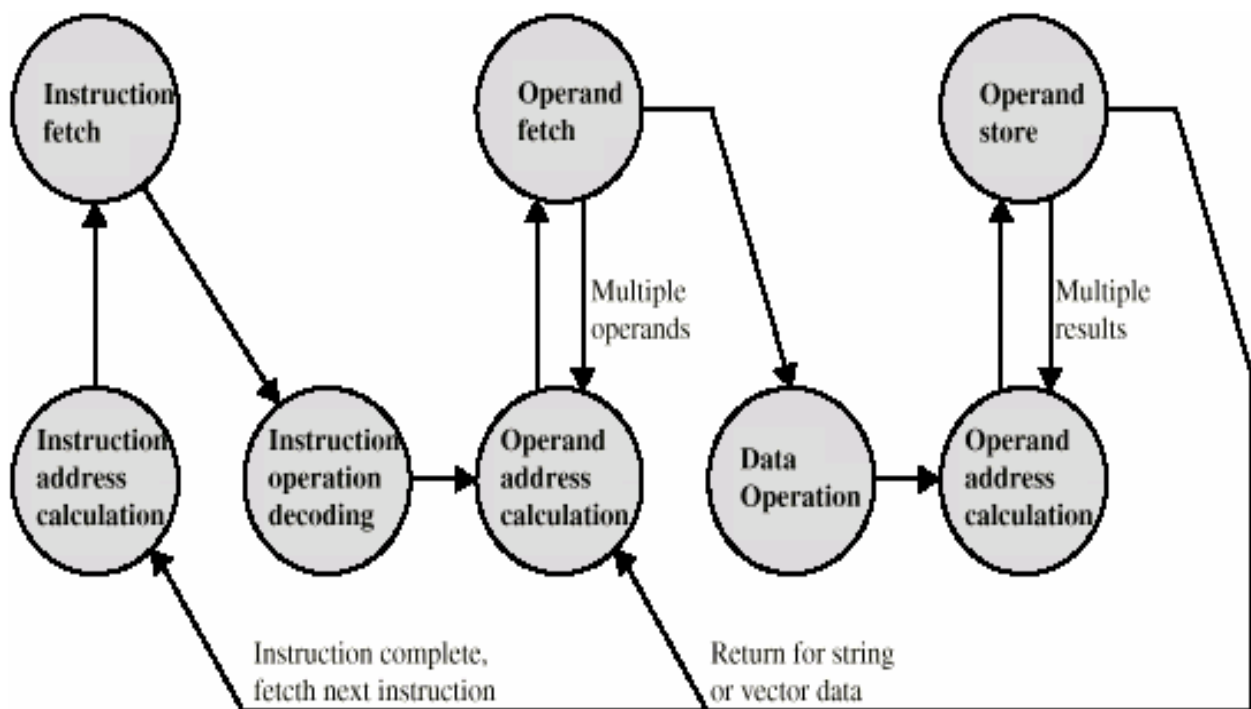 Instruction
fetch
Operand
fetch
Operand
store
Multiple
operands
Multiple
results
Instruction
address
calculation
Instruction
operation
decoding
Operand
address
calculation
Data
Operation
Operand
address
calculation
Instruction complete,
fetcth next instruction
Return for string
or vector data